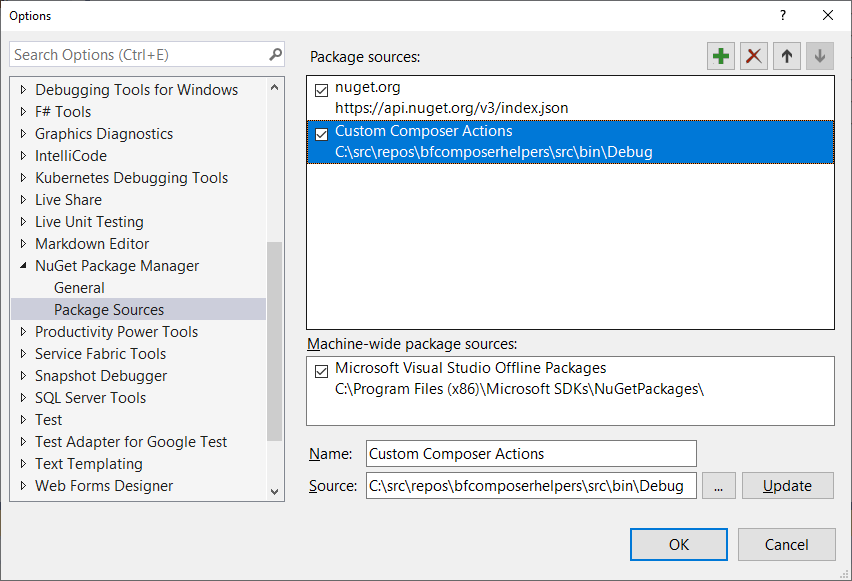 Options
?
Search Options (Ctrl+E)
Debugging Tools for Windows
F# Tools
Graphics Diagnostics
IntelliCode
Kubernetes Debugging Tools
Live Share
Live Unit Testing
Markdown Editor
NuGet Package Manager
General
Package Sources
Productivity Power Tools
Service Fabric Tools
Snapshot Debugger
SQL Server Tools
Test
Test Adapter for Google Test
Text Templating
Web Forms Designer
Package sources:
nuget.org
https://api.nuget.org/v3/index.json
Custom Composer Actions
C:\src\repos\bfcomposerhelpers\src\bin\Debug
Machine-wide package sources:
Microsoft Visual Studio Offline Packages
C:\Program Files (x86)\Microsoft SDKs\NuGetPackages\
Name: Custom Composer Actions
Source: C:\src\repos\bfcomposerhelpers\src\bin\Debug ... Update
OK Cancel